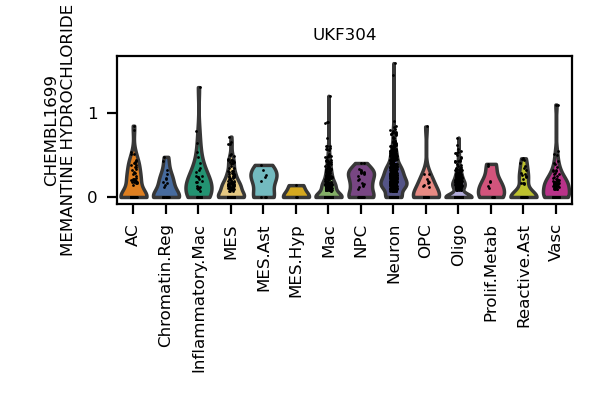 UKF304
CHEMBL1699
MEMANTINE HYDROCHLORIDE
1
0
AC
Chromatin.Reg
Inflammatory.Mac
MES
MES.Ast
MES.Hyp
Mac
NPC
Neuron
OPC
Oligo
Prolif.Metab
Reactive.Ast
Vasc